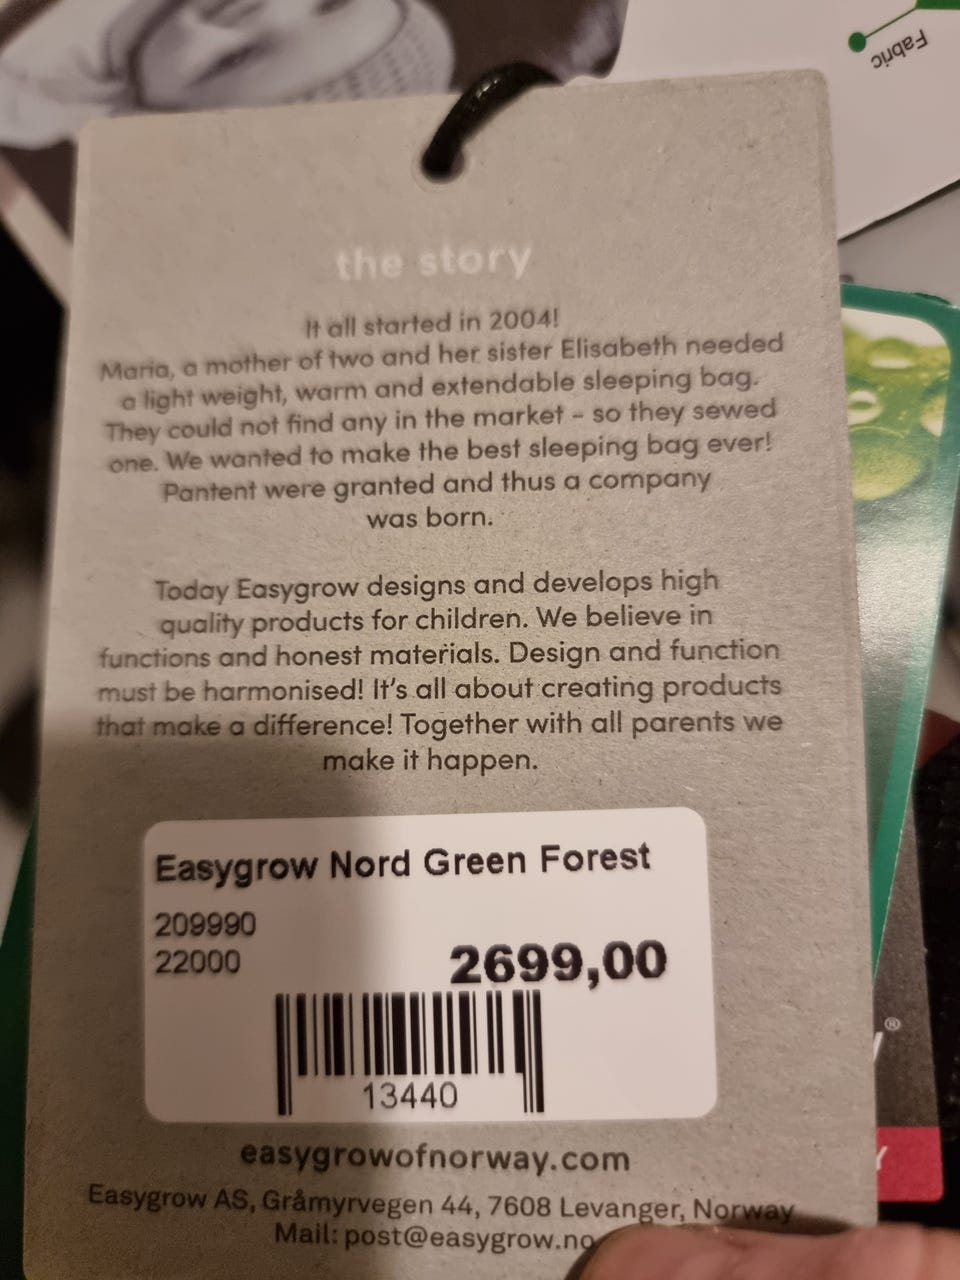 Fabric
the story
It all started in 2004!
Maria, a mother of two and her sister Elisabeth needed
a light weight, warm and extendable sleeping bag.
They could not find any in the market - so they sewed
one. We wanted to make the best sleeping bag ever!
Pantent were granted and thus a company
was born.
Today Easygrow designs and develops high
quality products for children. We believe in
functions and honest materials. Design and function
must be harmonised! It's all about creating products
that make a difference! Together with all parents we
make it happen.
Easygrow Nord Green Forest
209990
22000
2699,00
13440
easygrowofnorway.com
Easygrow AS, Gråmyrvegen 44, 7608 Levanger, Norway
Mail: post@easygrow.no